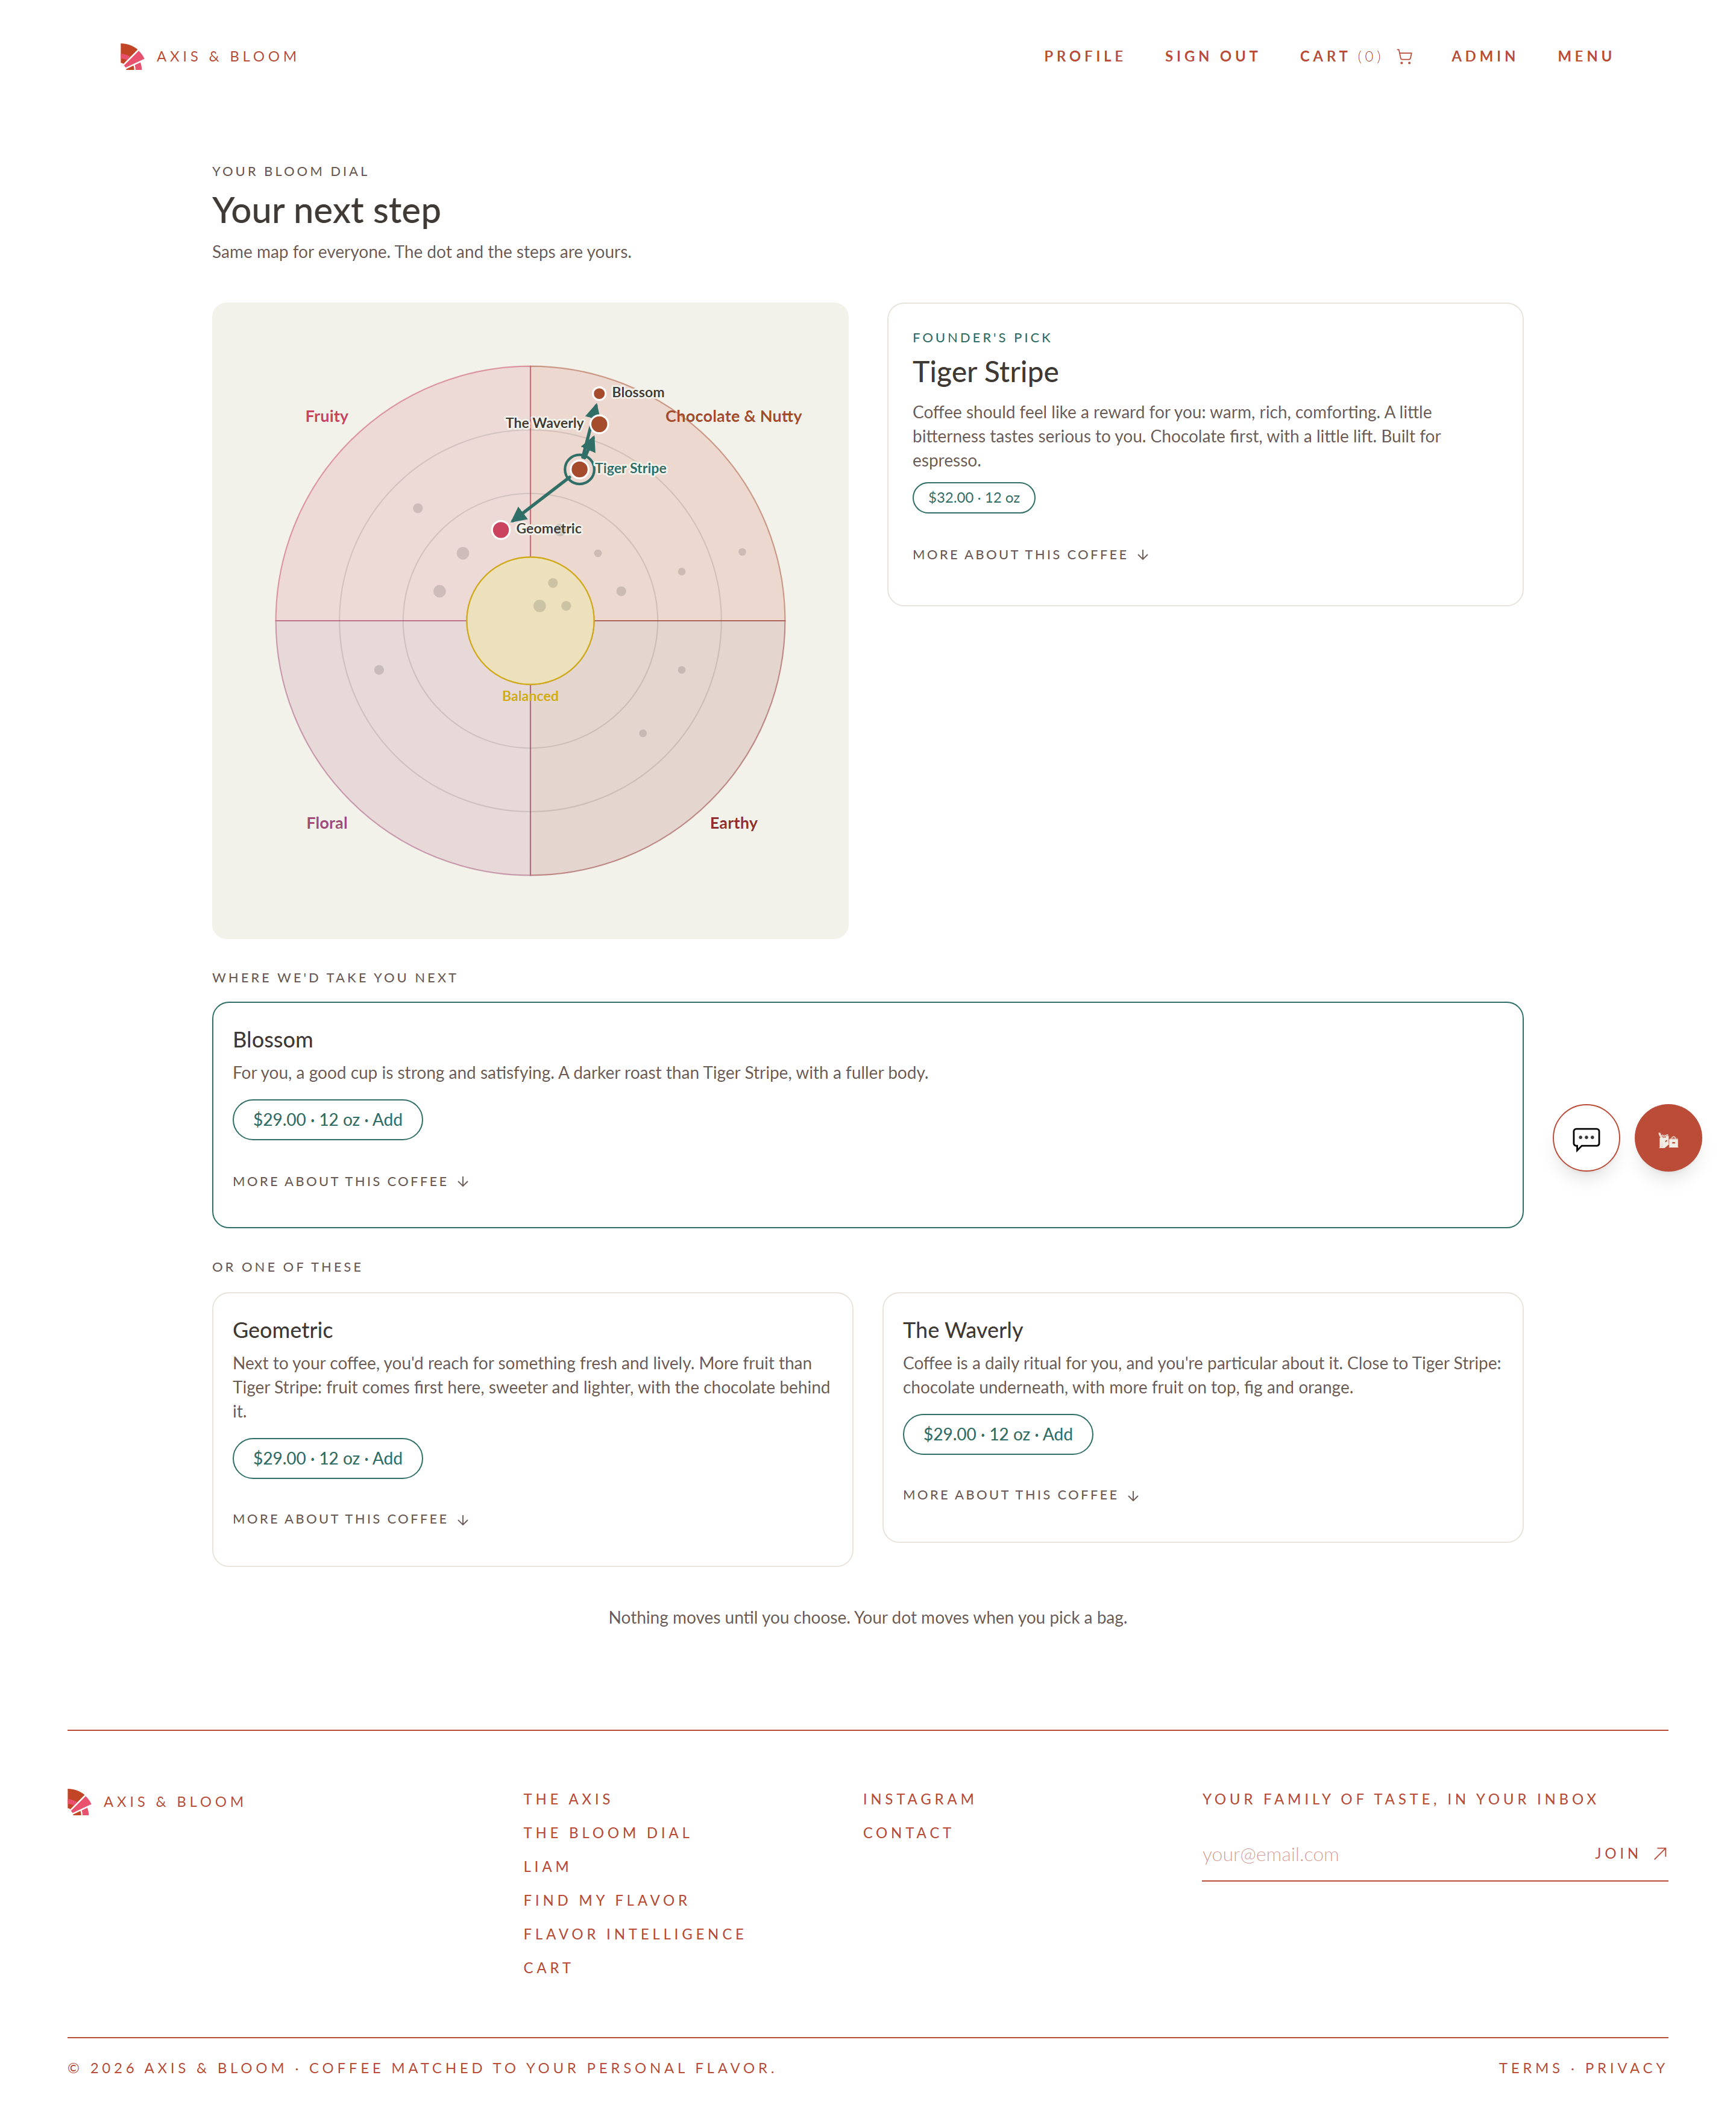 AXIS & BLOOM
PROFILE
SIGN OUT
CART (0)
ADMIN
MENU
YOUR BLOOM DIAL
Your next step
Same map for everyone. The dot and the steps are yours.
Blossom
Fruity
Chocolate & Nutty
The Waverly
Tiger Stripe
Geometric
Balanced
Floral
Earthy
FOUNDER'S PICK
Tiger Stripe
Coffee should feel like a reward for you: warm, rich, comforting. A little
bitterness tastes serious to you. Chocolate first, with a little lift. Built for
espresso.
$32.00 · 12 oz
MORE ABOUT THIS COFFEE ↓
WHERE WE'D TAKE YOU NEXT
Blossom
For you, a good cup is strong and satisfying. A darker roast than Tiger Stripe, with a fuller body.
$29.00 · 12 oz · Add
MORE ABOUT THIS COFFEE ↓
OR ONE OF THESE
Geometric
Next to your coffee, you'd reach for something fresh and lively. More fruit than
Tiger Stripe: fruit comes first here, sweeter and lighter, with the chocolate behind
it.
$29.00 · 12 oz · Add
MORE ABOUT THIS COFFEE ↓
The Waverly
Coffee is a daily ritual for you, and you're particular about it. Close to Tiger Stripe:
chocolate underneath, with more fruit on top, fig and orange.
$29.00 · 12 oz · Add
MORE ABOUT THIS COFFEE ↓
Nothing moves until you choose. Your dot moves when you pick a bag.
AXIS & BLOOM
THE AXIS
THE BLOOM DIAL
LIAM
FIND MY FLAVOR
FLAVOR INTELLIGENCE
CART
INSTAGRAM
CONTACT
YOUR FAMILY OF TASTE, IN YOUR INBOX
your@email.com
JOIN ↗
© 2026 AXIS & BLOOM · COFFEE MATCHED TO YOUR PERSONAL FLAVOR.
TERMS · PRIVACY